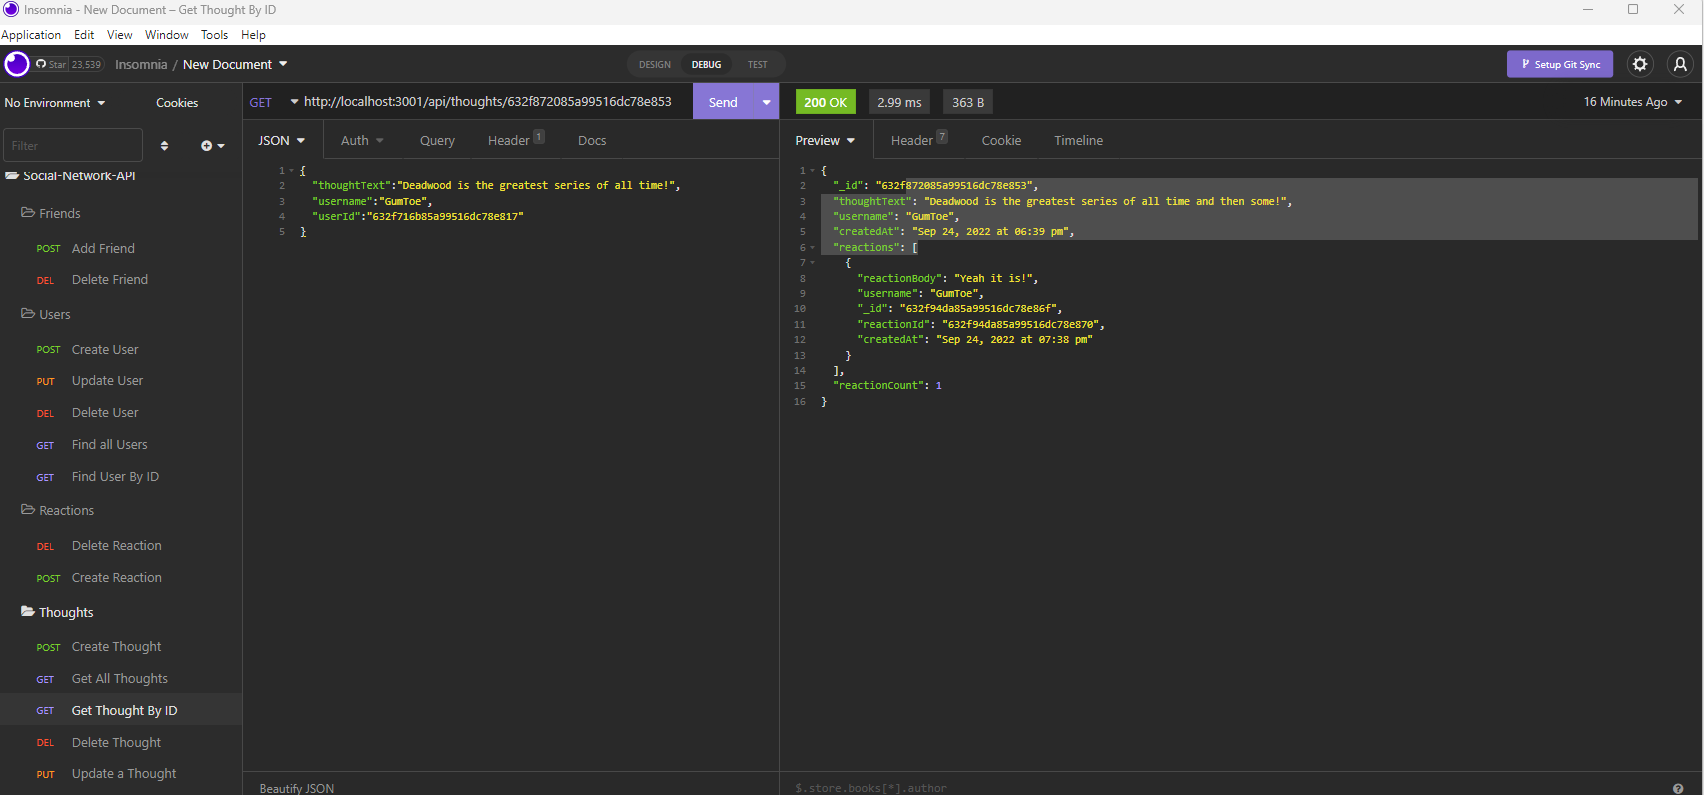 Insomnia - New Document – Get Thought By ID
Application Edit View Window Tools Help
Star 23,539 Insomnia / New Document
DESIGN DEBUG TEST
Setup Git Sync
No Environment Cookies
Filter
Social-Network-API
Friends
POST Add Friend
DEL Delete Friend
Users
POST Create User
PUT Update User
DEL Delete User
GET Find all Users
GET Find User By ID
Reactions
DEL Delete Reaction
POST Create Reaction
Thoughts
POST Create Thought
GET Get All Thoughts
GET Get Thought By ID
DEL Delete Thought
PUT Update a Thought
GET http://localhost:3001/api/thoughts/632f872085a99516dc78e853 Send
JSON Auth Query Header 1 Docs
1 {
2 "thoughtText":"Deadwood is the greatest series of all time!",
3 "username":"GumToe",
4 "userId":"632f716b85a99516dc78e817"
5 }
Beautify JSON
200 OK 2.99 ms 363 B 16 Minutes Ago
Preview Header 7 Cookie Timeline
1 {
2 "_id": "632f872085a99516dc78e853",
3 "thoughtText": "Deadwood is the greatest series of all time and then some!",
4 "username": "GumToe",
5 "createdAt": "Sep 24, 2022 at 06:39 pm",
6 "reactions": [
7 {
8 "reactionBody": "Yeah it is!",
9 "username": "GumToe",
10 "_id": "632f94da85a99516dc78e86f",
11 "reactionId": "632f94da85a99516dc78e870",
12 "createdAt": "Sep 24, 2022 at 07:38 pm"
13 }
14 ],
15 "reactionCount": 1
16 }
$.store.books[*].author